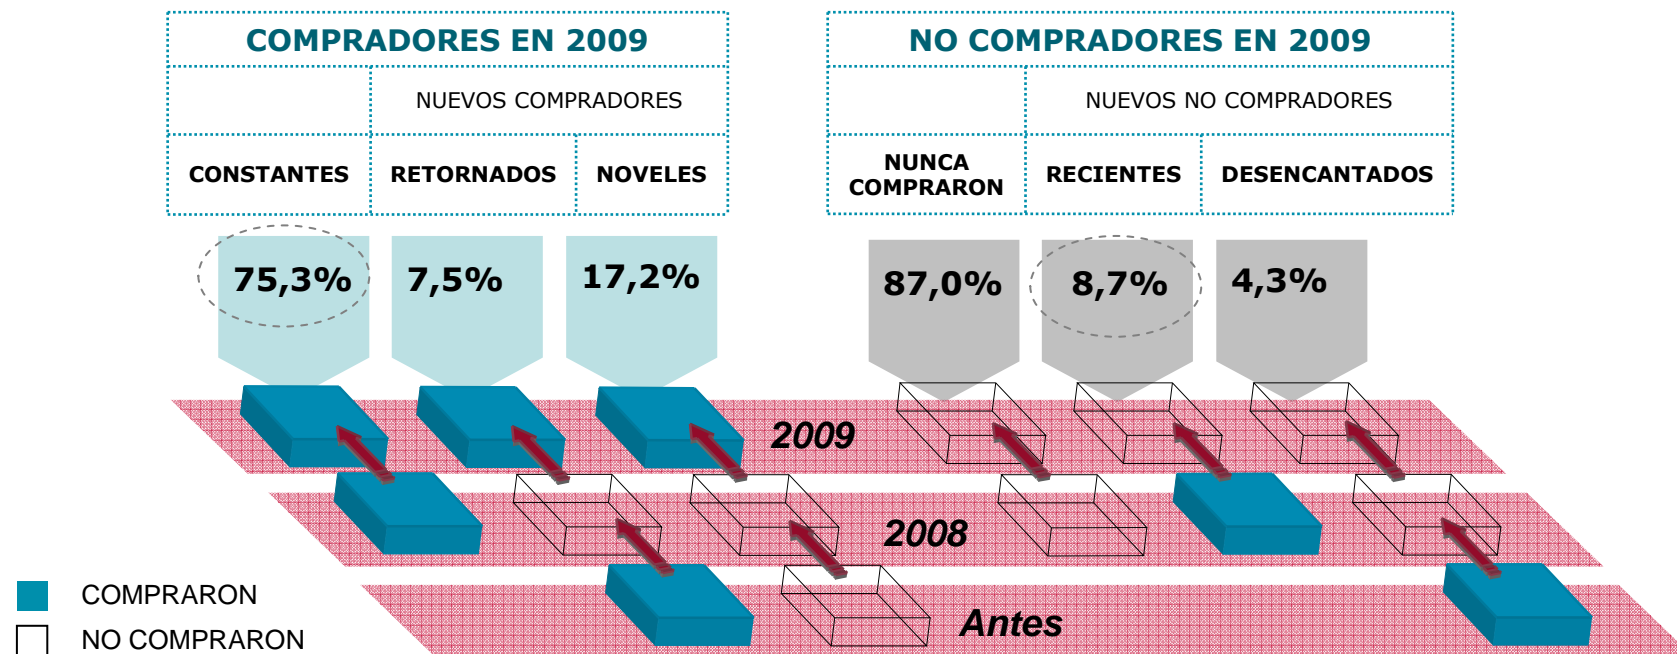 COMPRADORES EN 2009
NUEVOS COMPRADORES
CONSTANTES
RETORNADOS
NOVELES
NO COMPRADORES EN 2009
NUEVOS NO COMPRADORES
NUNCA
COMPRARON
RECIENTES
DESENCANTADOS
75,3%
7,5%
17,2%
87,0%
8,7%
4,3%
2009
2008
Antes
COMPRARON
NO COMPRARON